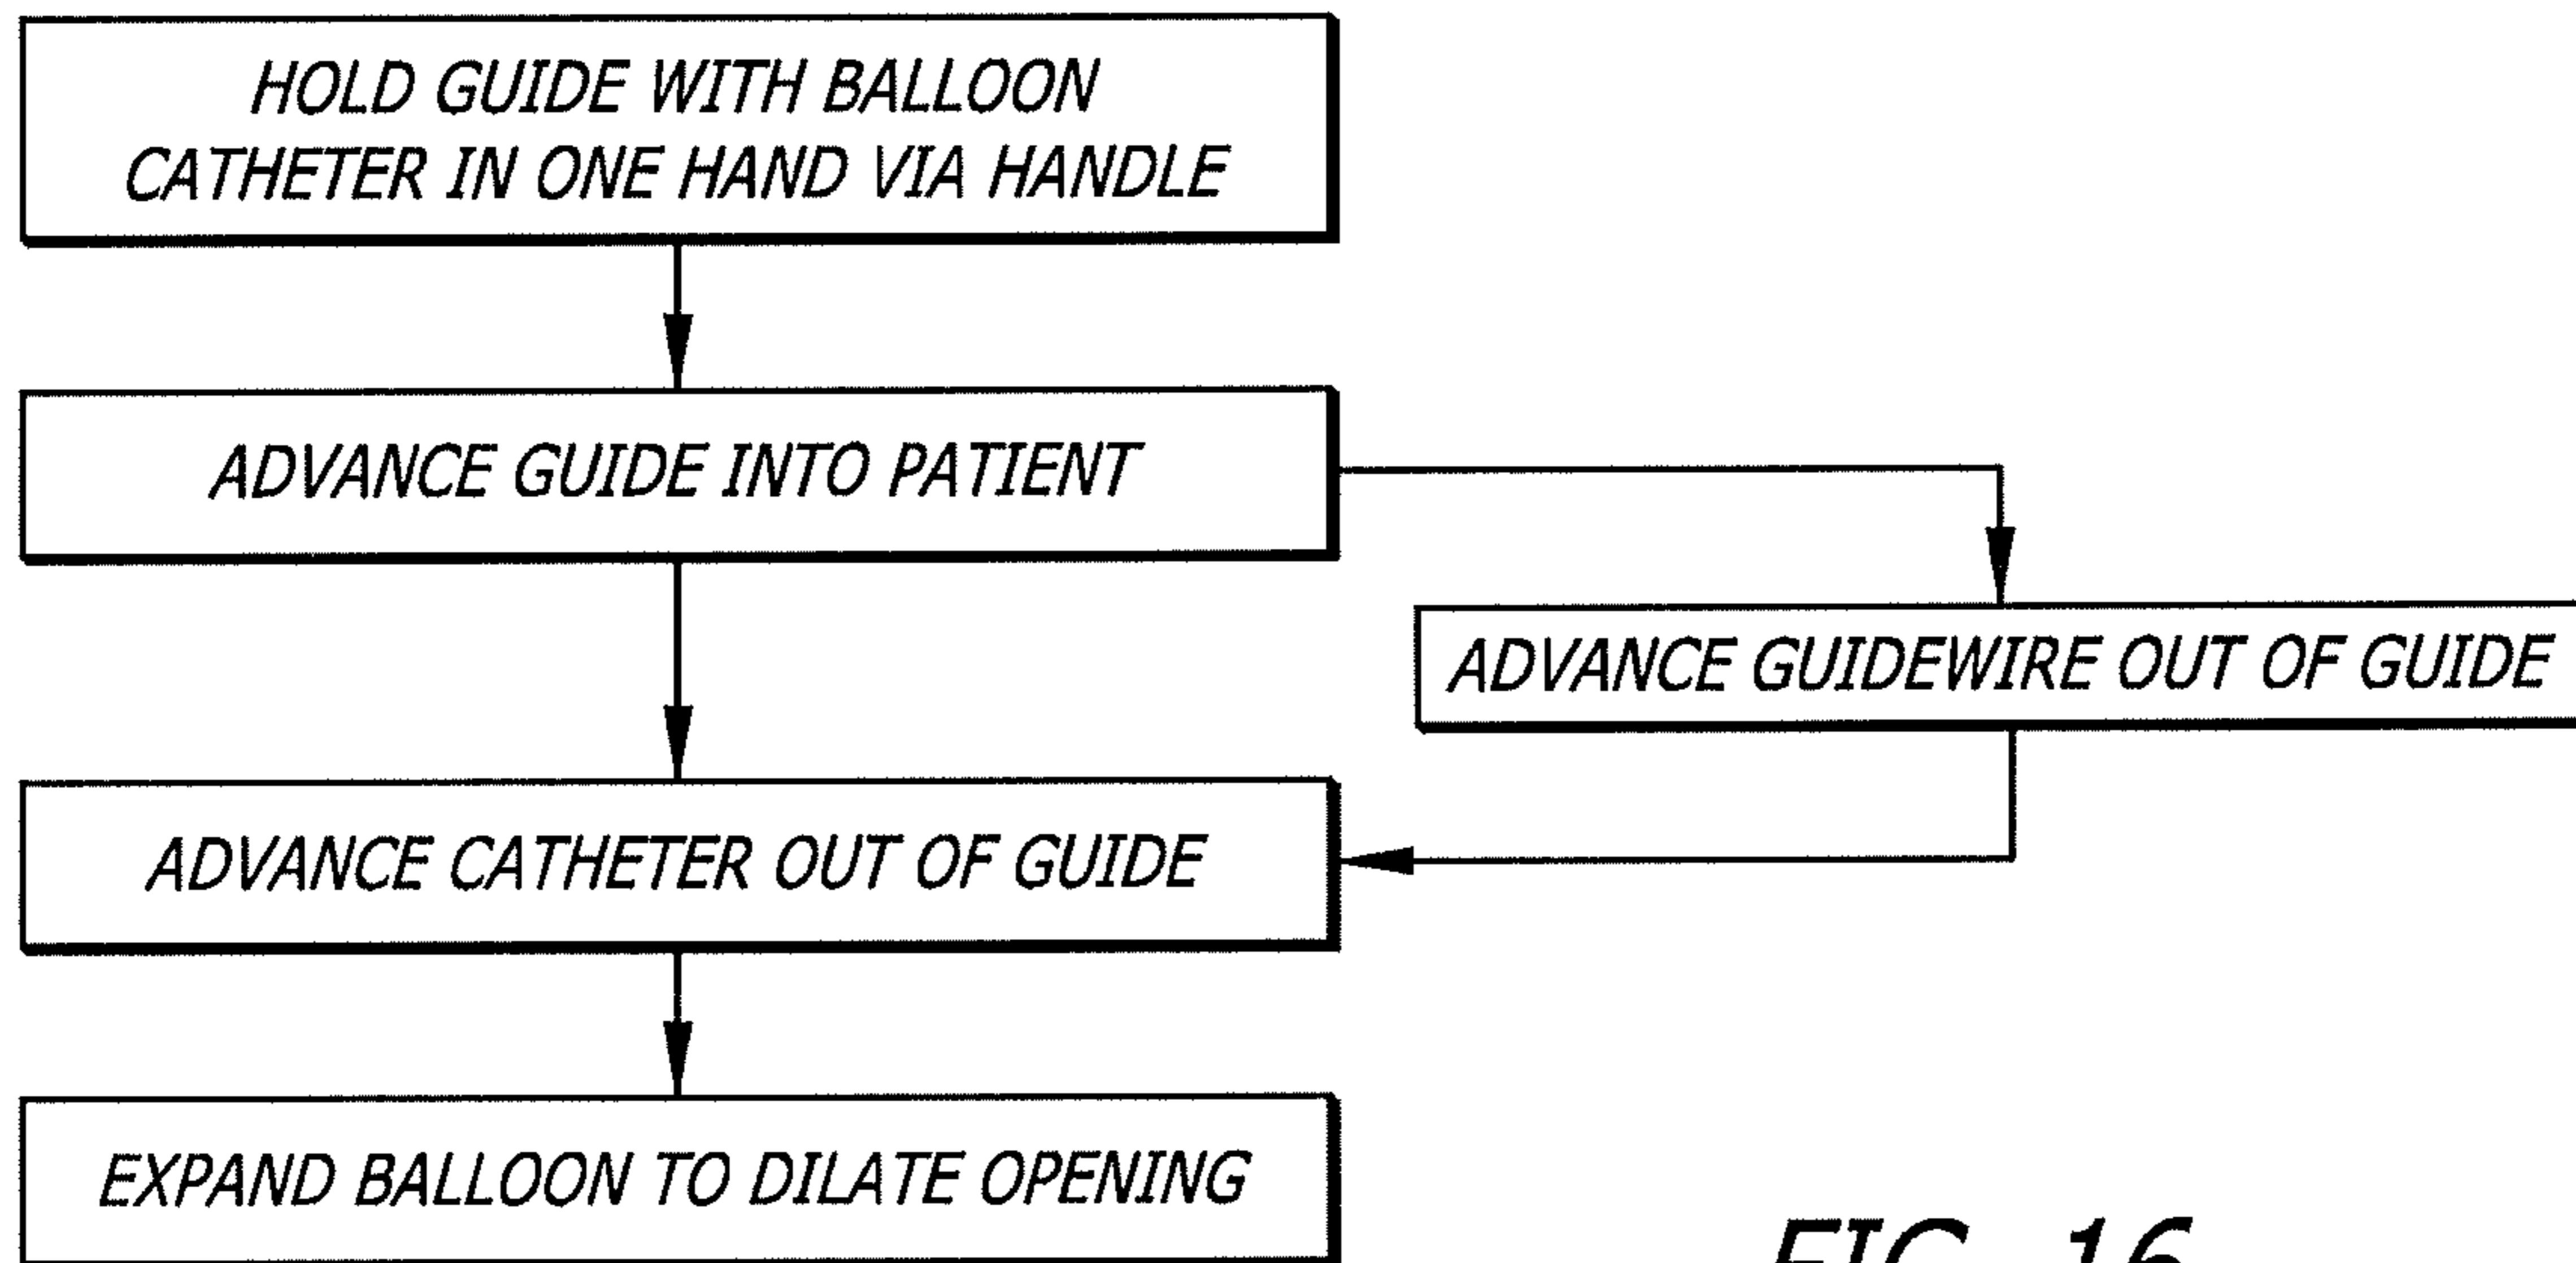 HOLD GUIDE WITH BALLOON
CATHETER IN ONE HAND VIA HANDLE
ADVANCE GUIDE INTO PATIENT
ADVANCE GUIDEWIRE OUT OF GUIDE
ADVANCE CATHETER OUT OF GUIDE
EXPAND BALLOON TO DILATE OPENING
FIG. 16